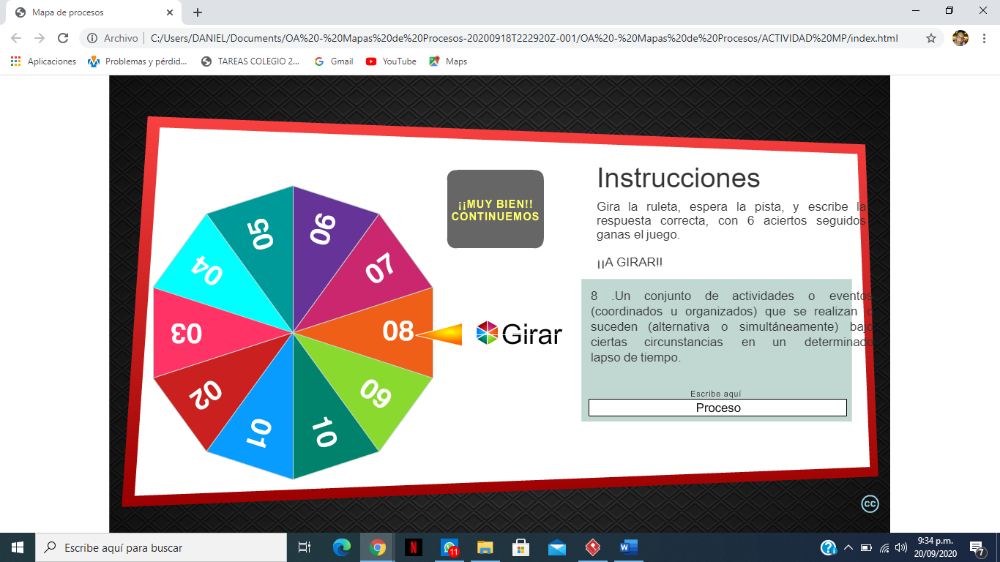 Mapa de procesos
Archivo
C:/Users/DANIEL/Documents/OA%20-%20Mapas%20de%20Procesos-20200918T222920Z-001/OA%20-%20Mapas%20de%20Procesos/ACTIVIDAD%20MP/index.html
Aplicaciones
Problemas y pérdid...
TAREAS COLEGIO 2...
Gmail
YouTube
Maps
¡¡MUY BIEN!!
CONTINUEMOS
Instrucciones
Gira la ruleta, espera la pista, y escribe la
respuesta correcta, con 6 aciertos seguidos
ganas el juego.
¡¡A GIRAR!!
05
06
04
07
03
08
02
09
01
10
Girar
8 .Un conjunto de actividades o eventos
(coordinados u organizados) que se realizan o
suceden (alternativa o simultáneamente) bajo
ciertas circunstancias en un determinado
lapso de tiempo.
Escribe aquí
Proceso
cc
Escribe aquí para buscar
11
W
9:34 p.m.
20/09/2020
7